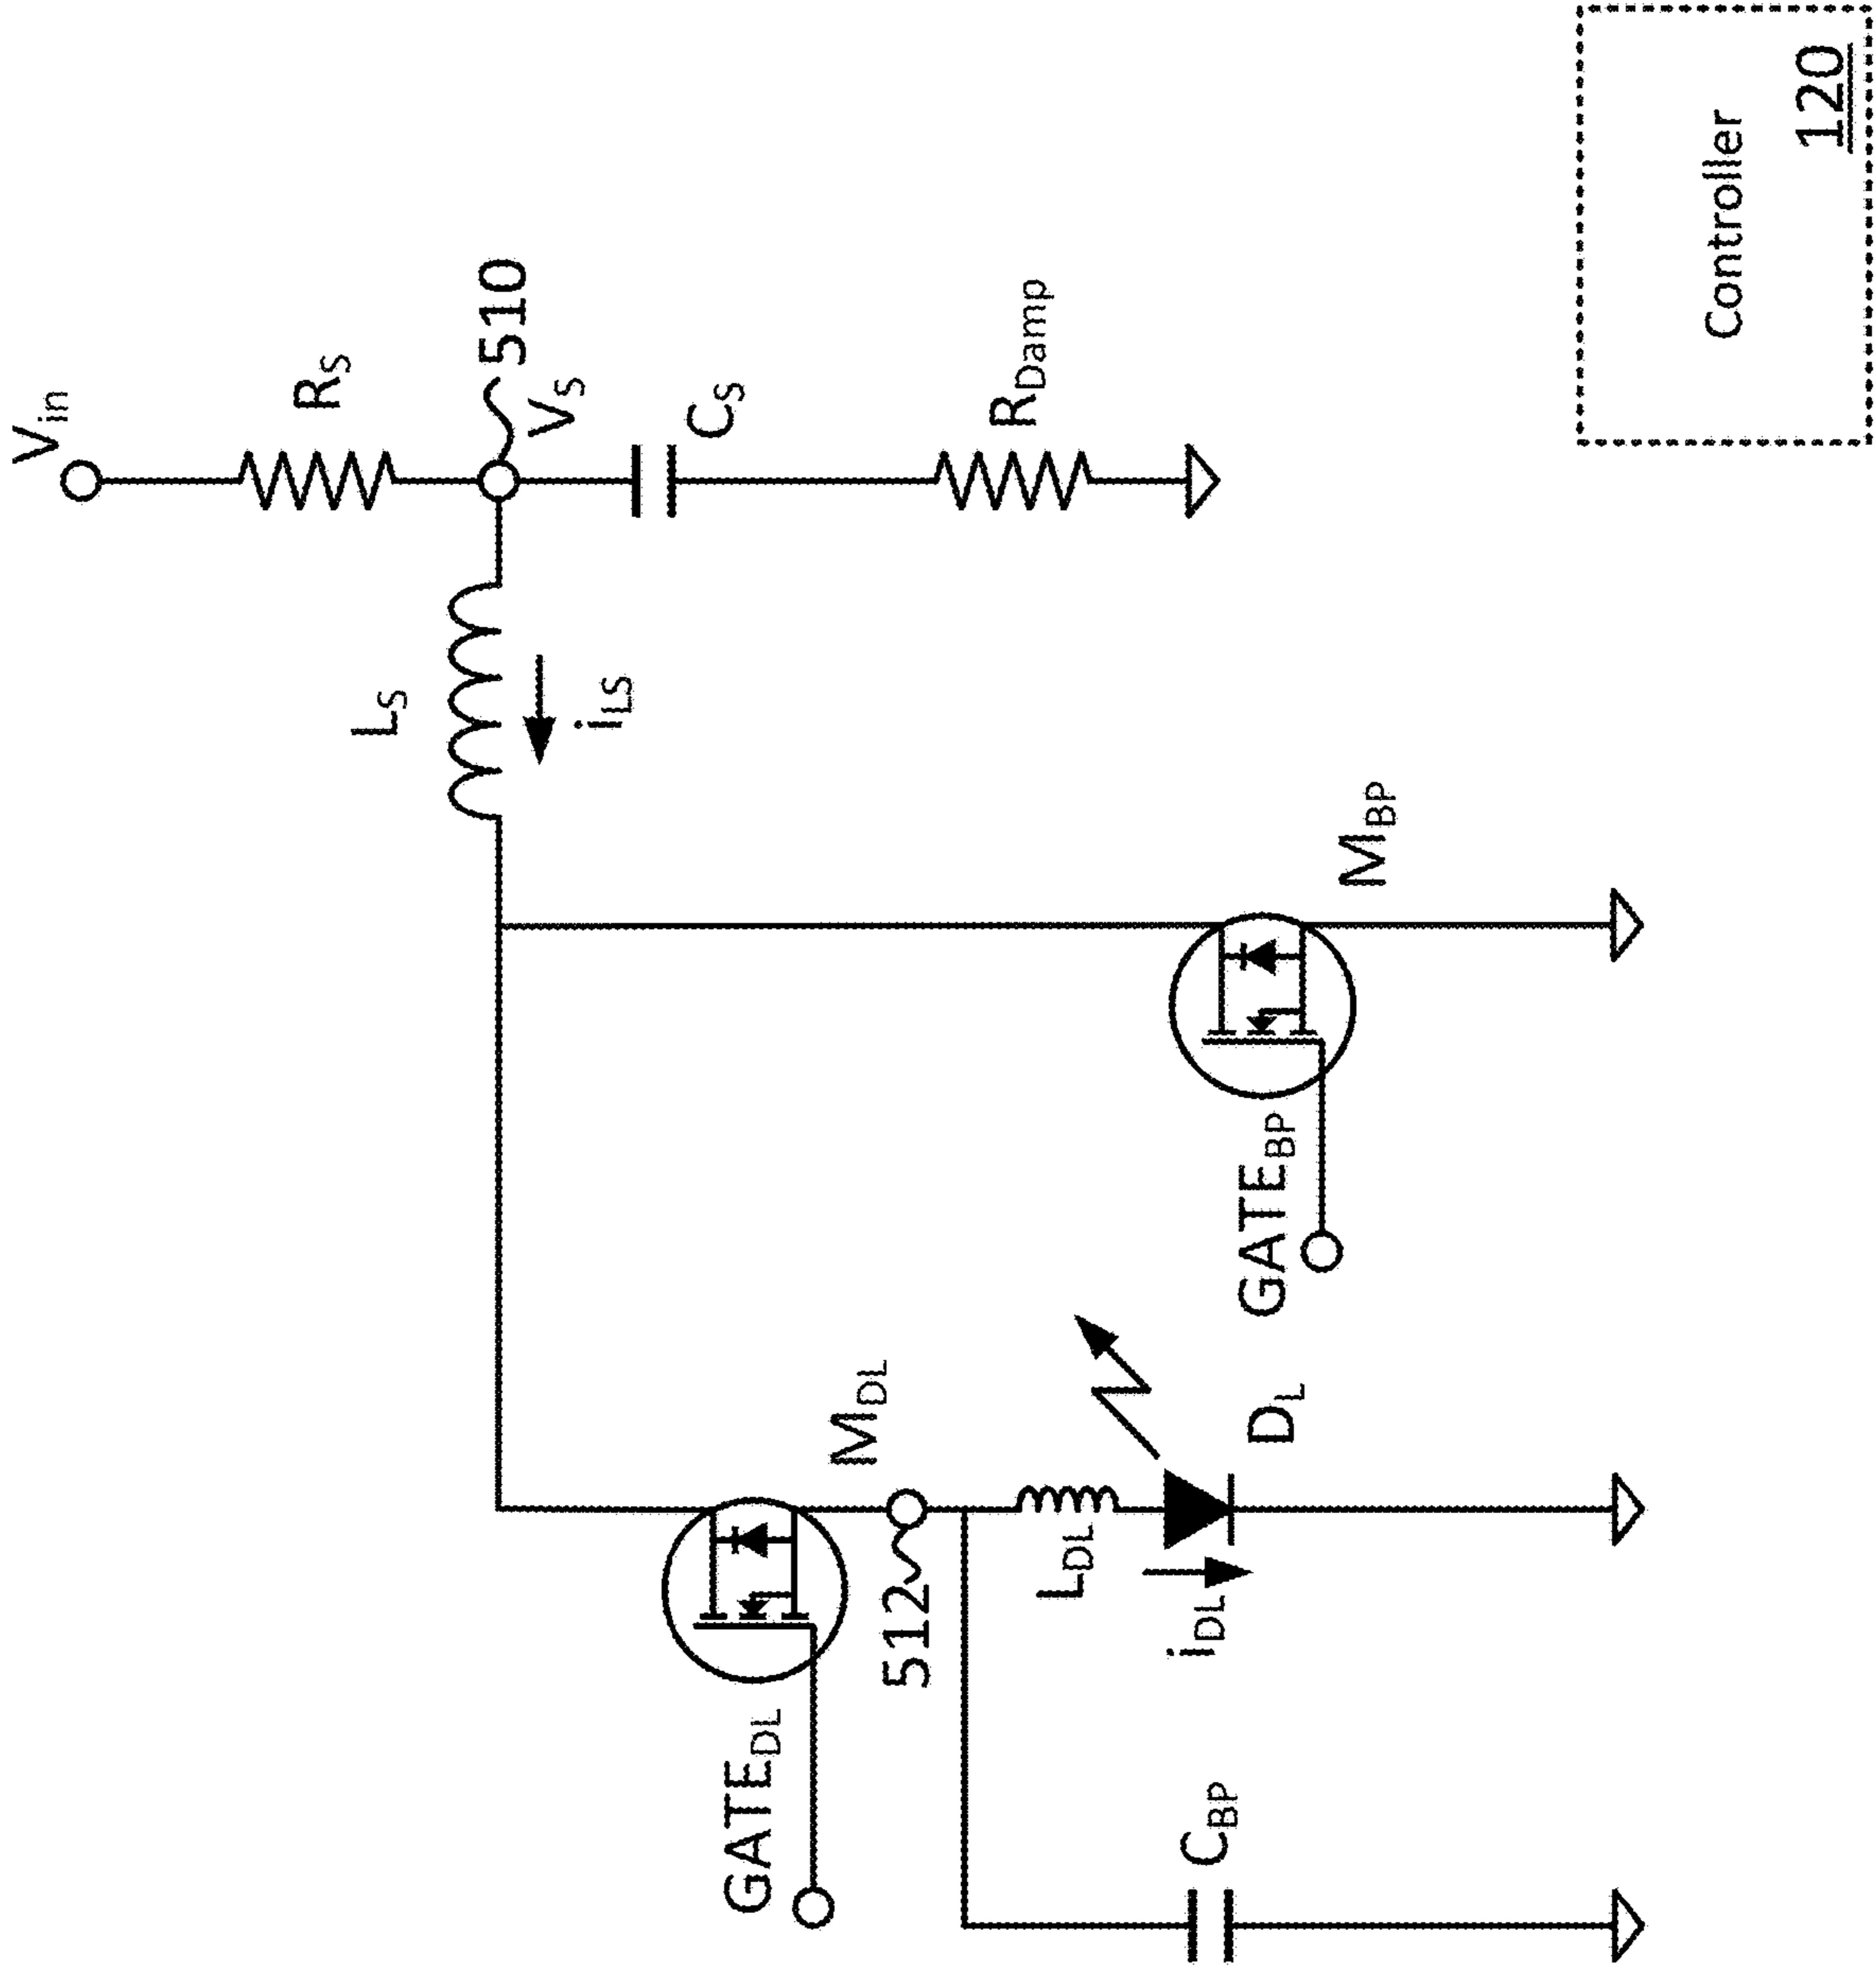 Vin
RS
510
VS
LS
CS
iLS
RDamp
MBP
MDL
GATEBP
512
LDL
DL
iDL
GATEDL
CBP
Controller
120